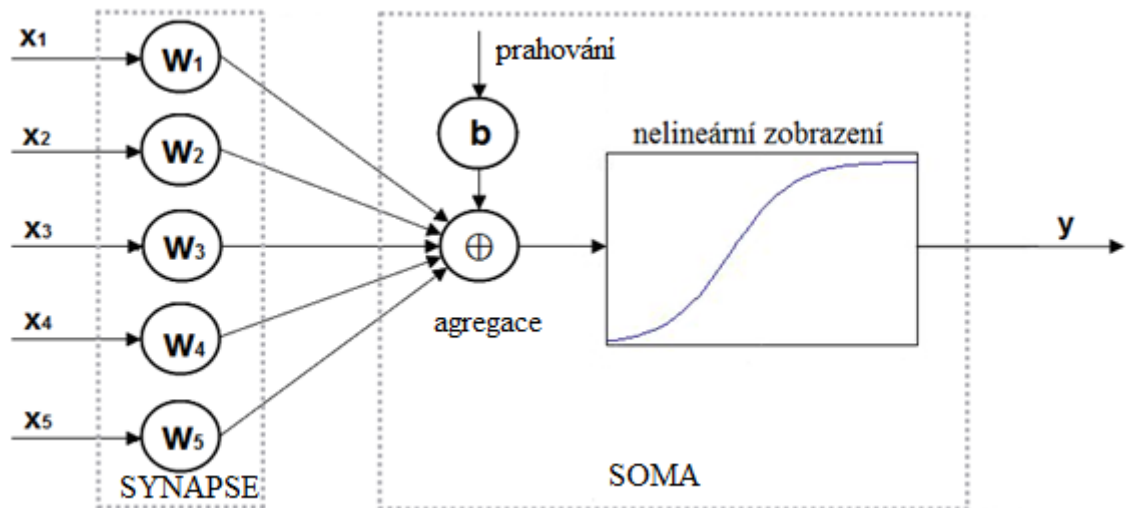 x1
W1
x2
W2
x3
W3
x4
W4
x5
W5
SYNAPSE
prahování
b
⊕
agregace
nelineární zobrazení
y
SOMA